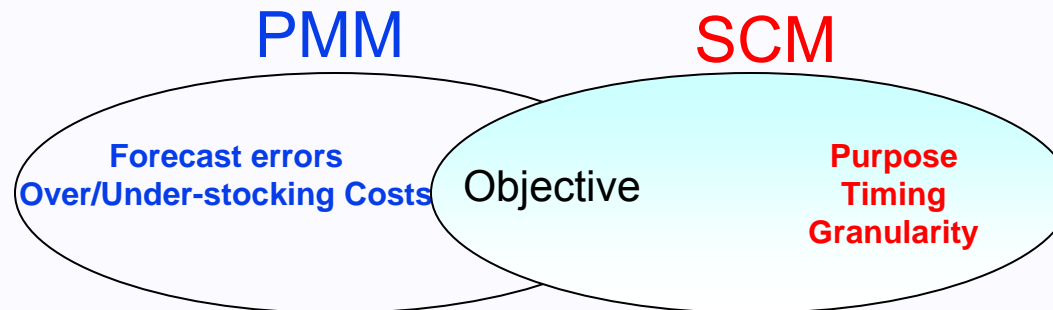 PMM
SCM
Forecast errors
Over/Under-stocking Costs
Objective
Purpose
Timing
Granularity